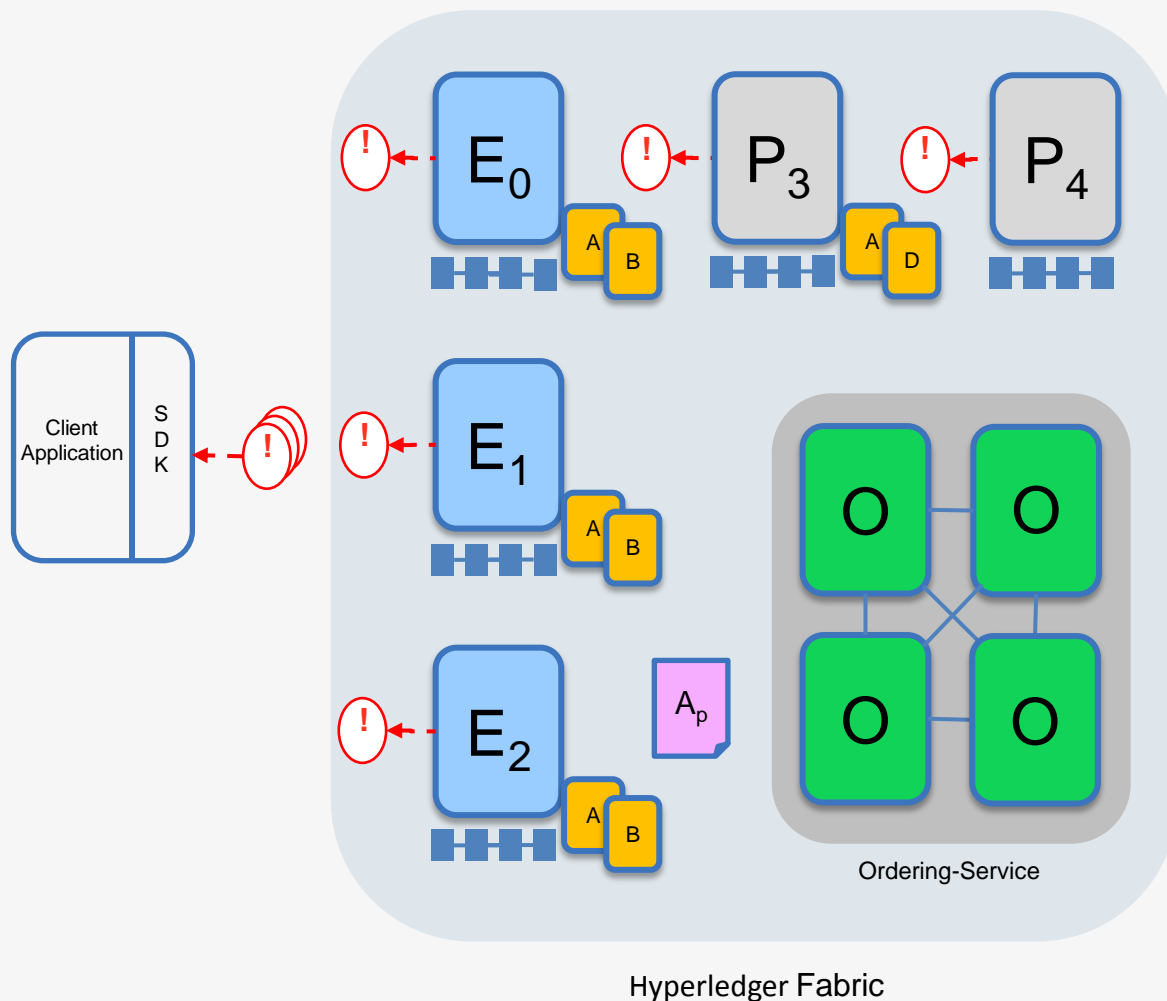 !
E0
A
B
!
P3
A
D
!
P4
Client
Application
S
D
K
!
!
E1
A
B
O
O
O
O
!
E2
A
B
Ap
Ordering-Service
Hyperledger Fabric